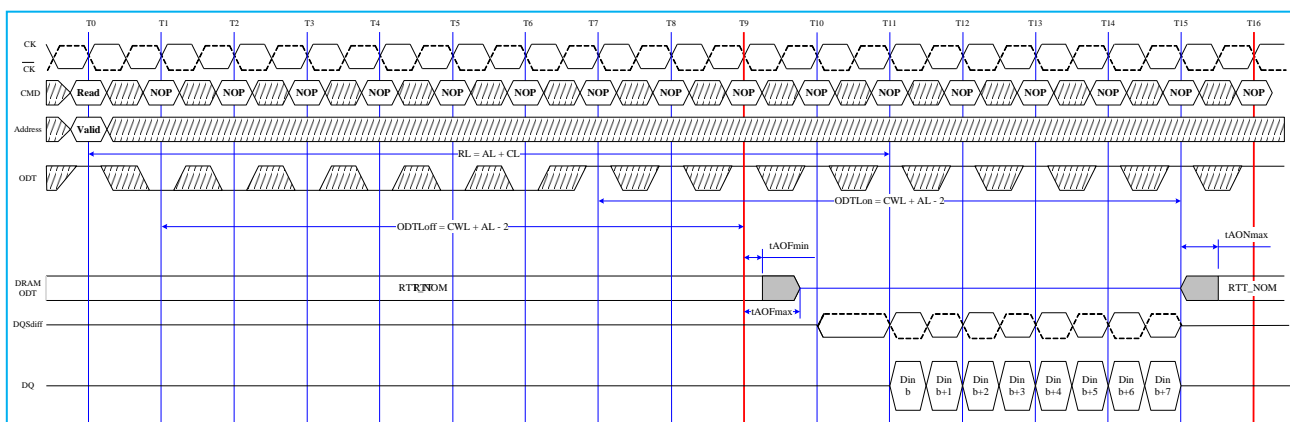 T0 T1 T2 T3 T4 T5 T6 T7 T8 T9 T10 T11 T12 T13 T14 T15 T16
CK
CK
CMD Read NOP NOP NOP NOP NOP NOP NOP NOP NOP NOP NOP NOP NOP NOP NOP NOP
Address Valid
RL = AL + CL
ODT
ODTLon = CWL + AL - 2
ODTLoff = CWL + AL - 2
tAOFmin
tAONmax
DRAM
ODT
RTT_NOM
RTT_NOM
tAOFmax
DQSdiff
DQ
Din
b
Din
b+1
Din
b+2
Din
b+3
Din
b+4
Din
b+5
Din
b+6
Din
b+7